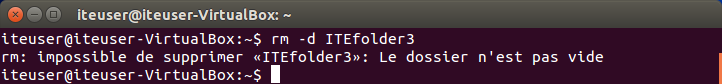 iteuser@iteuser-VirtualBox: ~
iteuser@iteuser-VirtualBox:~$ rm -d ITEfolder3
rm: impossible de supprimer «ITEfolder3»: Le dossier n'est pas vide
iteuser@iteuser-VirtualBox:~$